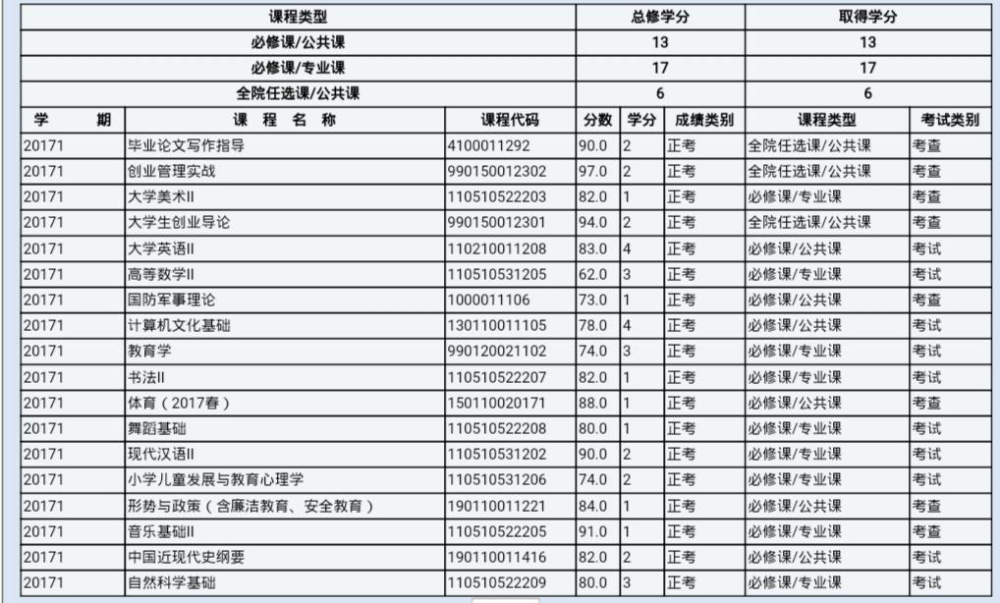 课程类型 总修学分 取得学分
必修课/公共课 13 13
必修课/专业课 17 17
全院任选课/公共课 6 6
学 期 课 程 名 称 课程代码 分数 学分 成绩类别 课程类型 考试类别
20171 毕业论文写作指导 4100011292 90.0 2 正考 全院任选课/公共课 考查
20171 创业管理实战 990150012302 97.0 2 正考 全院任选课/公共课 考查
20171 大学美术II 110510522203 82.0 1 正考 必修课/专业课 考查
20171 大学生创业导论 990150012301 94.0 2 正考 全院任选课/公共课 考查
20171 大学英语II 110210011208 83.0 4 正考 必修课/公共课 考试
20171 高等数学II 110510531205 62.0 3 正考 必修课/专业课 考试
20171 国防军事理论 1000011106 73.0 1 正考 必修课/公共课 考查
20171 计算机文化基础 130110011105 78.0 4 正考 必修课/公共课 考试
20171 教育学 990120021102 74.0 3 正考 必修课/专业课 考试
20171 书法II 110510522207 82.0 1 正考 必修课/专业课 考试
20171 体育（2017春） 150110020171 88.0 1 正考 必修课/公共课 考试
20171 舞蹈基础 110510522208 80.0 1 正考 必修课/专业课 考试
20171 现代汉语II 110510531202 90.0 2 正考 必修课/专业课 考试
20171 小学儿童发展与教育心理学 110510531206 74.0 2 正考 必修课/专业课 考试
20171 形势与政策（含廉洁教育、安全教育） 190110011221 84.0 1 正考 必修课/公共课 考查
20171 音乐基础II 110510522205 91.0 1 正考 必修课/专业课 考查
20171 中国近现代史纲要 190110011416 82.0 2 正考 必修课/公共课 考试
20171 自然科学基础 110510522209 80.0 3 正考 必修课/专业课 考试